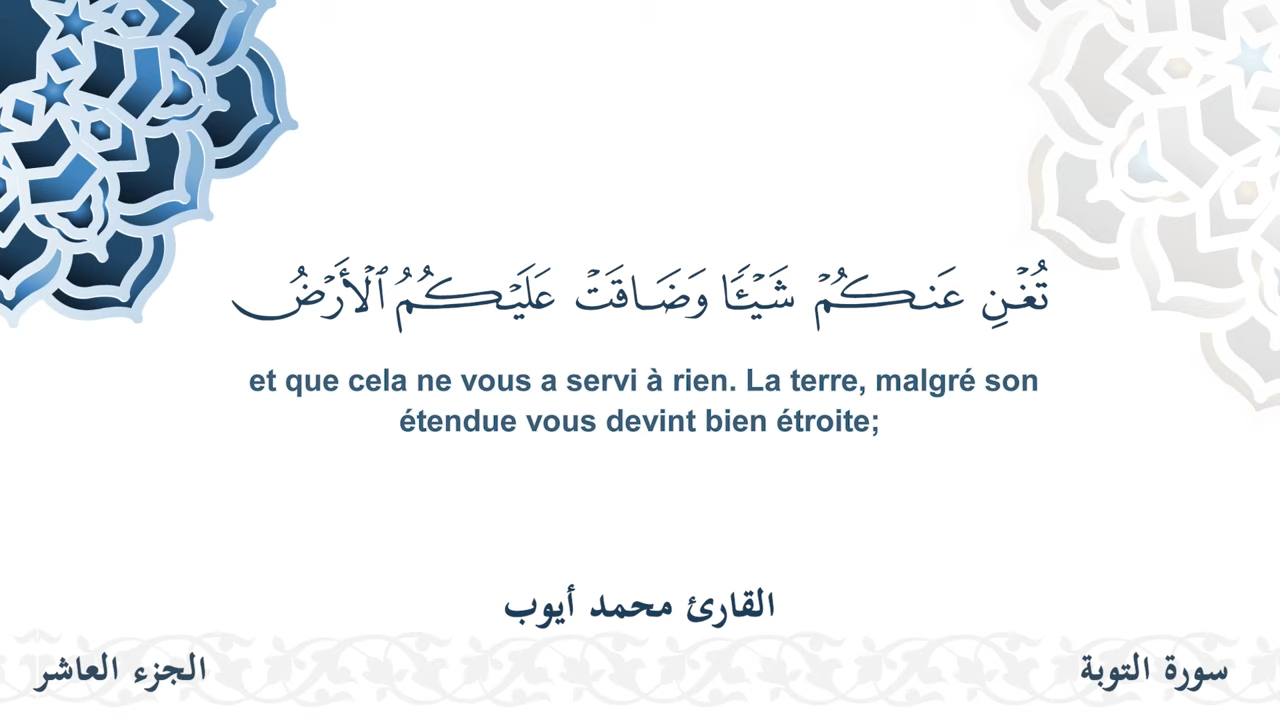 تُغْنِ عَنكُمْ شَيْـًٔا وَضَاقَتْ عَلَيْكُمُ ٱلْأَرْضُ
et que cela ne vous a servi à rien. La terre, malgré son
étendue vous devint bien étroite;
القارئ محمد أيوب
سورة التوبة
الجزء العاشر